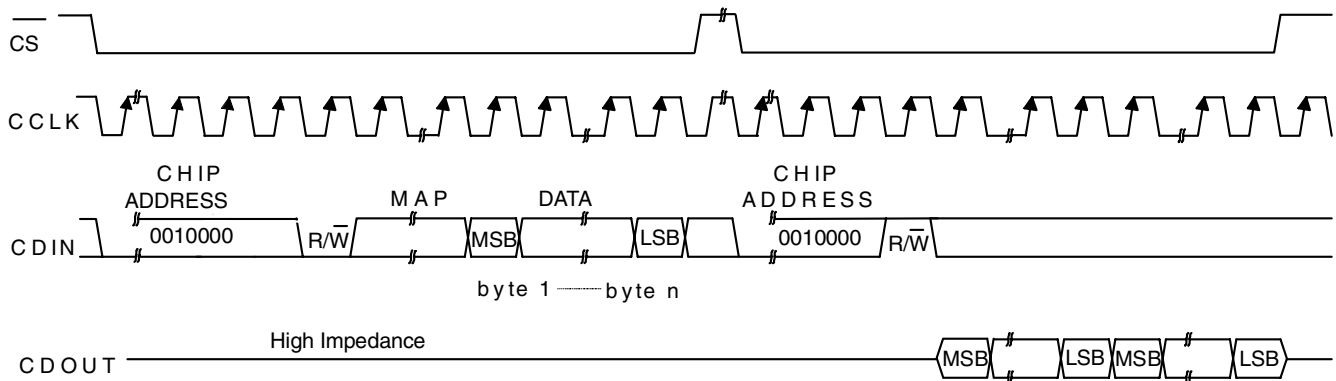 CS
CCLK
CHIP
ADDRESS
MAP
DATA
CHIP
ADDRESS
CDIN
0010000
R/W
MSB
LSB
0010000
R/W
byte 1
byte n
High Impedance
CDOUT
MSB
LSB
MSB
LSB